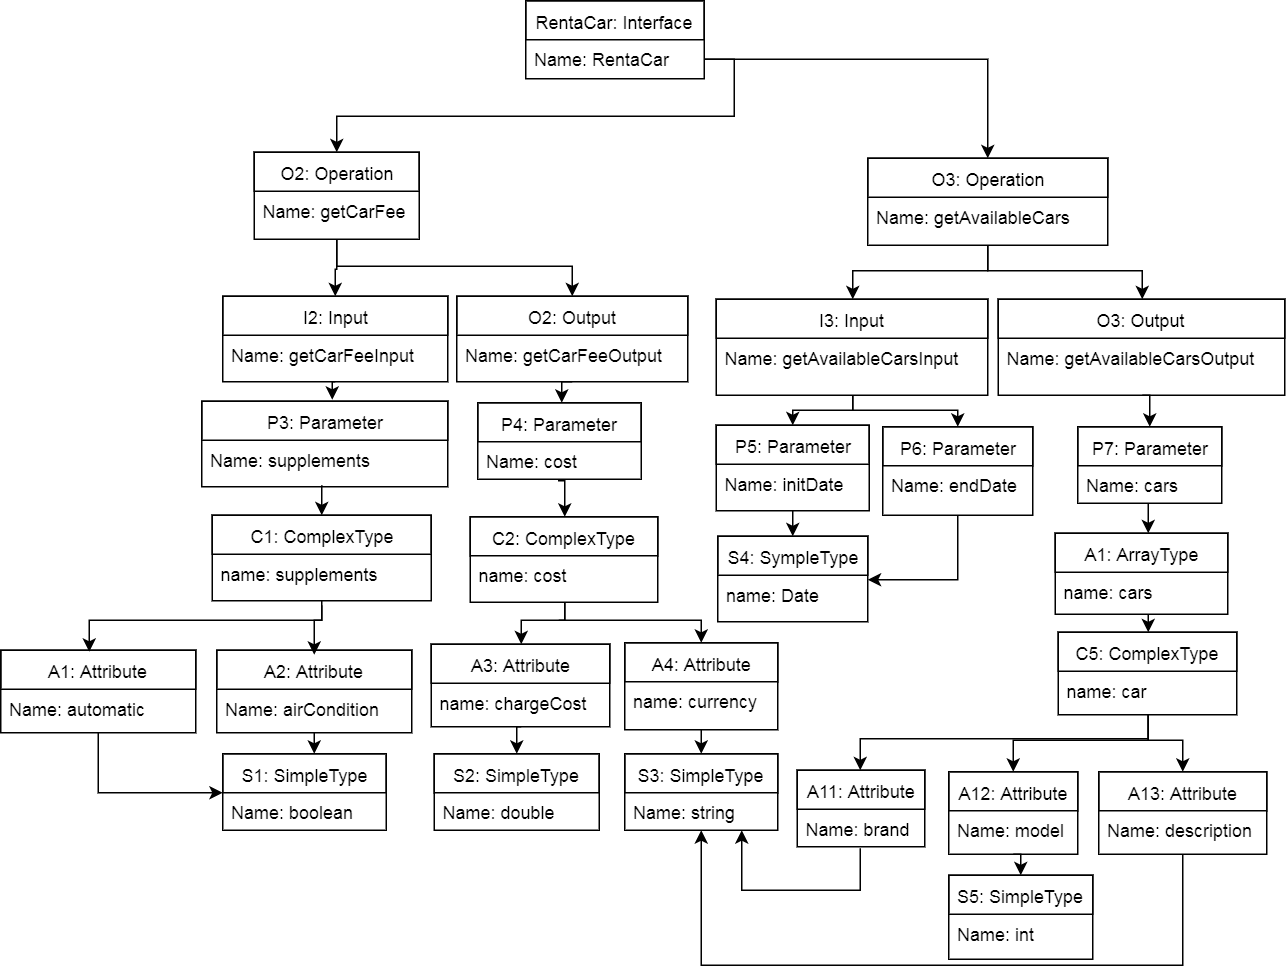 RentaCar: Interface
Name: RentaCar
O2: Operation
Name: getCarFee
O3: Operation
Name: getAvailableCars
I2: Input
Name: getCarFeeInput
O2: Output
Name: getCarFeeOutput
I3: Input
Name: getAvailableCarsInput
O3: Output
Name: getAvailableCarsOutput
P3: Parameter
Name: supplements
P4: Parameter
Name: cost
P5: Parameter
Name: initDate
P6: Parameter
Name: endDate
P7: Parameter
Name: cars
C1: ComplexType
name: supplements
C2: ComplexType
name: cost
S4: SympleType
name: Date
A1: ArrayType
name: cars
A1: Attribute
Name: automatic
A2: Attribute
Name: airCondition
A3: Attribute
name: chargeCost
A4: Attribute
name: currency
C5: ComplexType
name: car
S1: SimpleType
Name: boolean
S2: SimpleType
Name: double
S3: SimpleType
Name: string
A11: Attribute
Name: brand
A12: Attribute
Name: model
A13: Attribute
Name: description
S5: SimpleType
Name: int